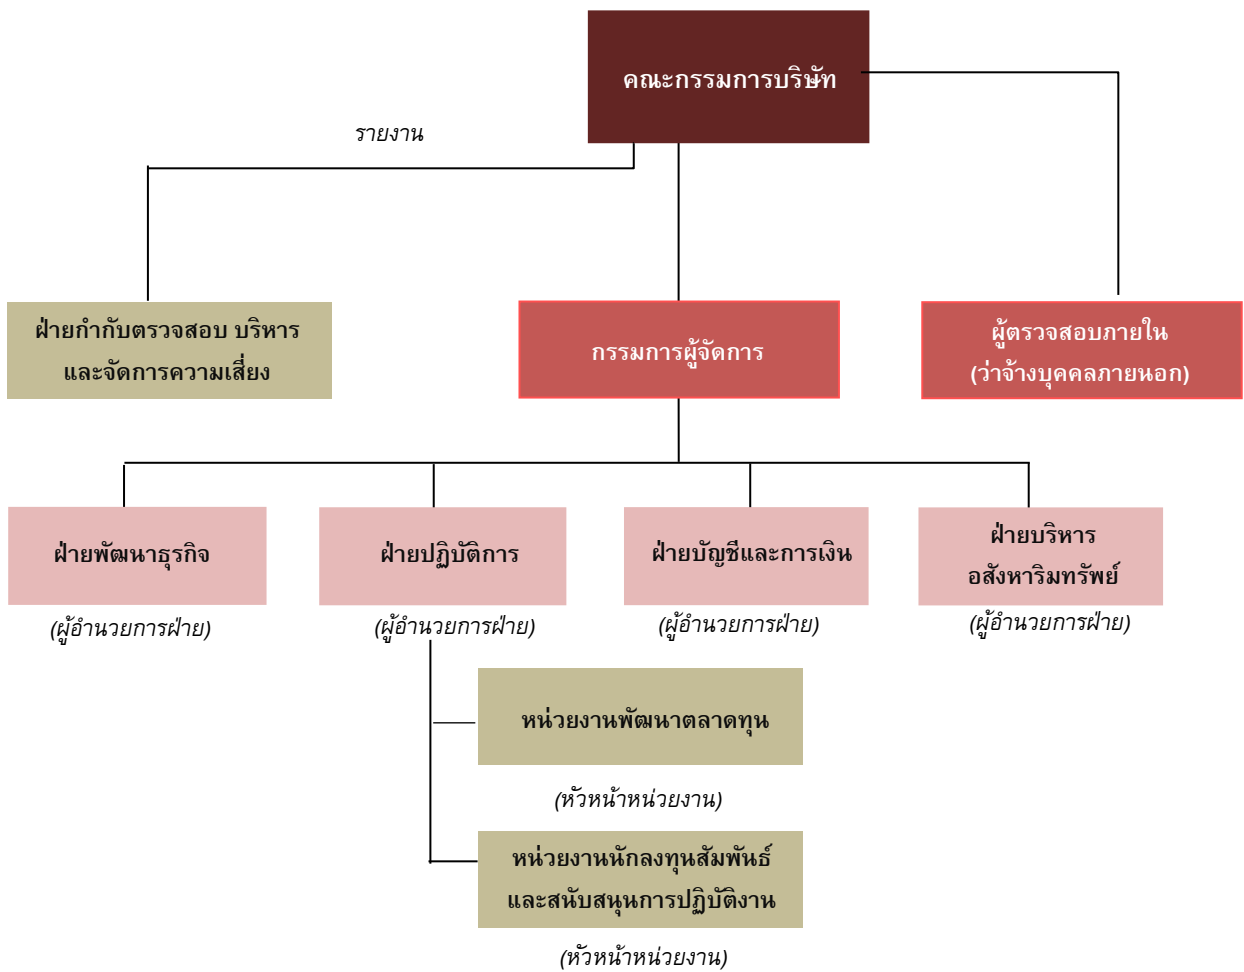 คณะกรรมการบริษัท
รายงาน
ฝ่ายกำกับตรวจสอบ บริหาร
และจัดการความเสี่ยง
กรรมการผู้จัดการ
ผู้ตรวจสอบภายใน
(ว่าจ้างบุคคลภายนอก)
ฝ่ายพัฒนาธุรกิจ
(ผู้อำนวยการฝ่าย)
ฝ่ายปฏิบัติการ
(ผู้อำนวยการฝ่าย)
ฝ่ายบัญชีและการเงิน
(ผู้อำนวยการฝ่าย)
ฝ่ายบริหาร
อสังหาริมทรัพย์
(ผู้อำนวยการฝ่าย)
หน่วยงานพัฒนาตลาดทุน
(หัวหน้าหน่วยงาน)
หน่วยงานนักลงทุนสัมพันธ์
และสนับสนุนการปฏิบัติงาน
(หัวหน้าหน่วยงาน)